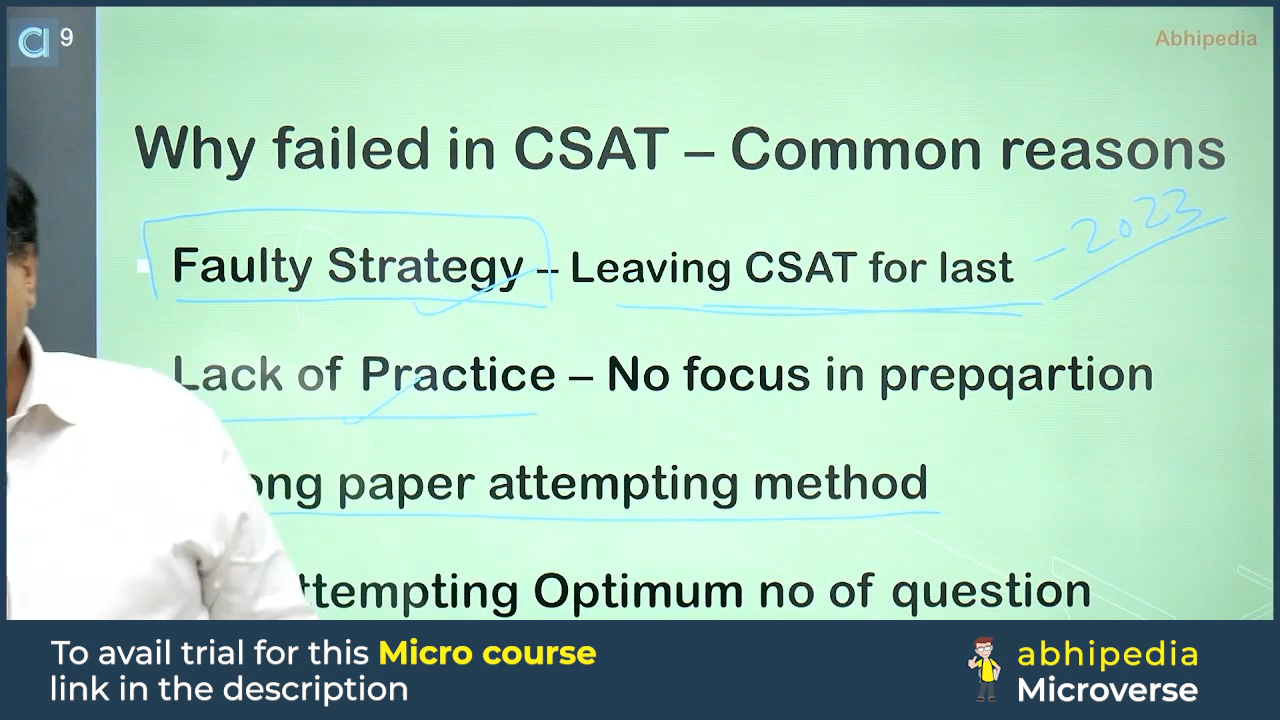 9
Abhipedia
Why failed in CSAT – Common reasons
Faulty Strategy – Leaving CSAT for last
- 2023
Lack of Practice – No focus in prepqartion
ong paper attempting method
ttempting Optimum no of question
To avail trial for this Micro course
link in the description
abhipedia
Microverse